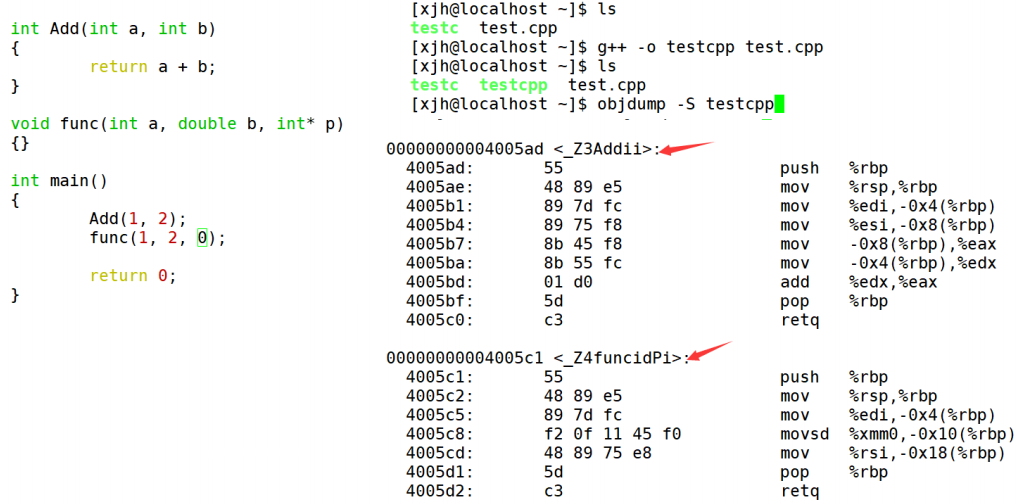 int Add(int a, int b)
{
return a + b;
}
void func(int a, double b, int* p)
{}
int main()
{
Add(1, 2);
func(1, 2, 0);
return 0;
}
[xjh@localhost ~]$ ls
testc test.cpp
[xjh@localhost ~]$ g++ -o testcpp test.cpp
[xjh@localhost ~]$ ls
testc testcpp test.cpp
[xjh@localhost ~]$ objdump -S testcpp
00000000004005ad <_Z3Addii>:
4005ad: 55 push %rbp
4005ae: 48 89 e5 mov %rsp,%rbp
4005b1: 89 7d fc mov %edi,-0x4(%rbp)
4005b4: 89 75 f8 mov %esi,-0x8(%rbp)
4005b7: 8b 45 f8 mov -0x8(%rbp),%eax
4005ba: 8b 55 fc mov -0x4(%rbp),%edx
4005bd: 01 d0 add %edx,%eax
4005bf: 5d pop %rbp
4005c0: c3 retq
00000000004005c1 <_Z4funcidPi>:
4005c1: 55 push %rbp
4005c2: 48 89 e5 mov %rsp,%rbp
4005c5: 89 7d fc mov %edi,-0x4(%rbp)
4005c8: f2 0f 11 45 f0 movsd %xmm0,-0x10(%rbp)
4005cd: 48 89 75 e8 mov %rsi,-0x18(%rbp)
4005d1: 5d pop %rbp
4005d2: c3 retq